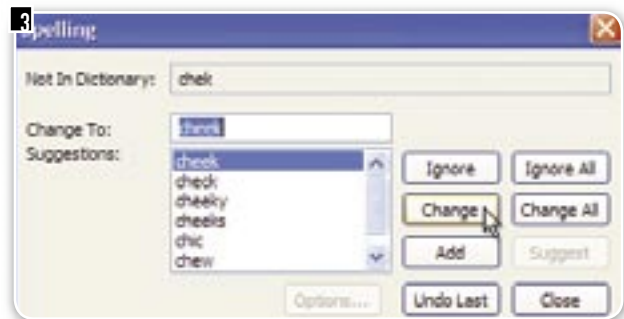 3
Spelling
Not In Dictionary: chek
Change To: cheek
Suggestions:
cheek
check
cheeky
cheeks
chic
chew
Ignore Ignore All
Change Change All
Add Suggest
Options... Undo Last Close